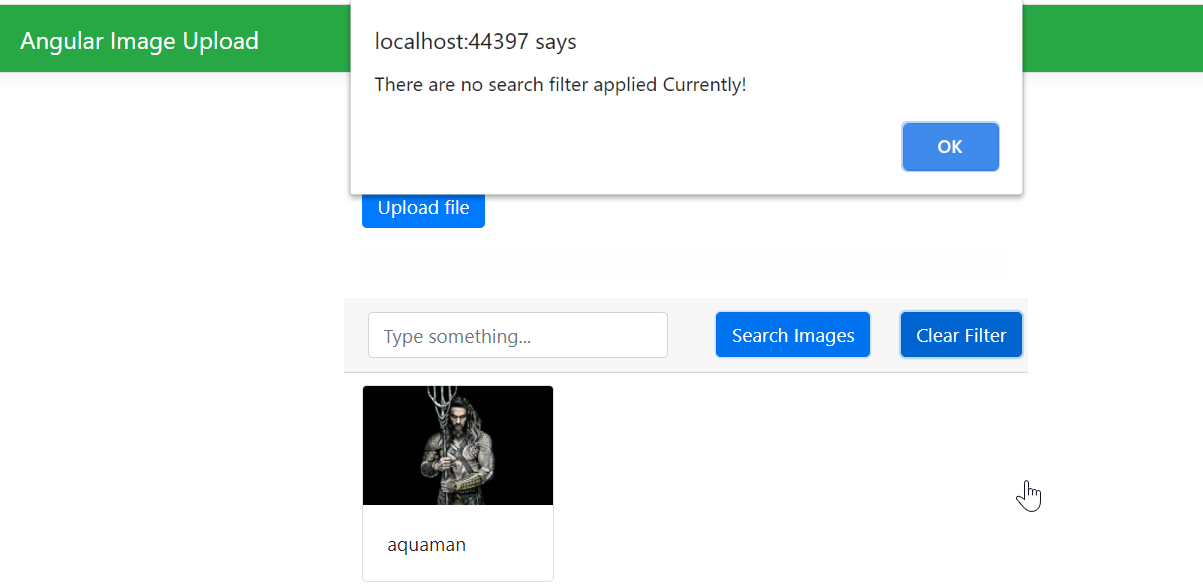 Angular Image Upload
localhost:44397 says
There are no search filter applied Currently!
OK
Upload file
Type something...
Search Images
Clear Filter
aquaman